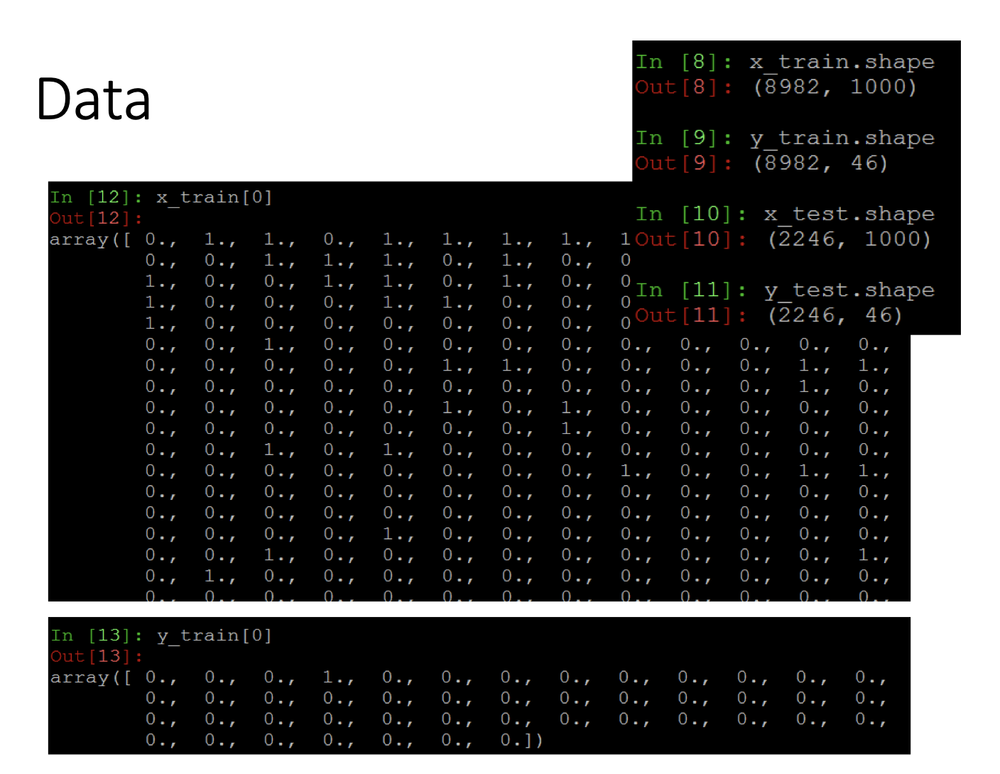 Data
In [8]: x_train.shape
Out[8]: (8982, 1000)
In [9]: y_train.shape
Out[9]: (8982, 46)
In [10]: x_test.shape
Out[10]: (2246, 1000)
In [11]: y_test.shape
Out[11]: (2246, 46)
In [12]: x_train[0]
Out[12]:
array([ 0., 1., 1., 0., 1., 1., 1., 1., 1
0., 0., 1., 1., 1., 0., 1., 0., 0
1., 0., 0., 1., 1., 0., 1., 0., 0
1., 0., 0., 0., 1., 1., 0., 0., 0
1., 0., 0., 0., 0., 0., 0., 0., 0
0., 0., 1., 0., 0., 0., 0., 0., 0., 0., 0., 0., 0.,
0., 0., 0., 0., 0., 1., 1., 0., 0., 0., 0., 1., 1.,
0., 0., 0., 0., 0., 0., 0., 0., 0., 0., 0., 1., 0.,
0., 0., 0., 0., 0., 1., 0., 1., 0., 0., 0., 0., 0.,
0., 0., 0., 0., 0., 0., 0., 1., 0., 0., 0., 0., 0.,
0., 0., 1., 0., 1., 0., 0., 0., 0., 0., 0., 0., 0.,
0., 0., 0., 0., 0., 0., 0., 0., 1., 0., 0., 1., 1.,
0., 0., 0., 0., 0., 0., 0., 0., 0., 0., 0., 0., 0.,
0., 0., 0., 0., 0., 0., 0., 0., 0., 0., 0., 0., 0.,
0., 0., 0., 0., 1., 0., 0., 0., 0., 0., 0., 0., 0.,
0., 0., 1., 0., 0., 0., 0., 0., 0., 0., 0., 0., 1.,
0., 1., 0., 0., 0., 0., 0., 0., 0., 0., 0., 0., 0.,
0., 0., 0., 0., 0., 0., 0., 0., 0., 0., 0., 0., 0.,
In [13]: y_train[0]
Out[13]:
array([ 0., 0., 0., 1., 0., 0., 0., 0., 0., 0., 0., 0., 0.,
0., 0., 0., 0., 0., 0., 0., 0., 0., 0., 0., 0., 0.,
0., 0., 0., 0., 0., 0., 0., 0., 0., 0., 0., 0., 0.,
0., 0., 0., 0., 0., 0., 0.])